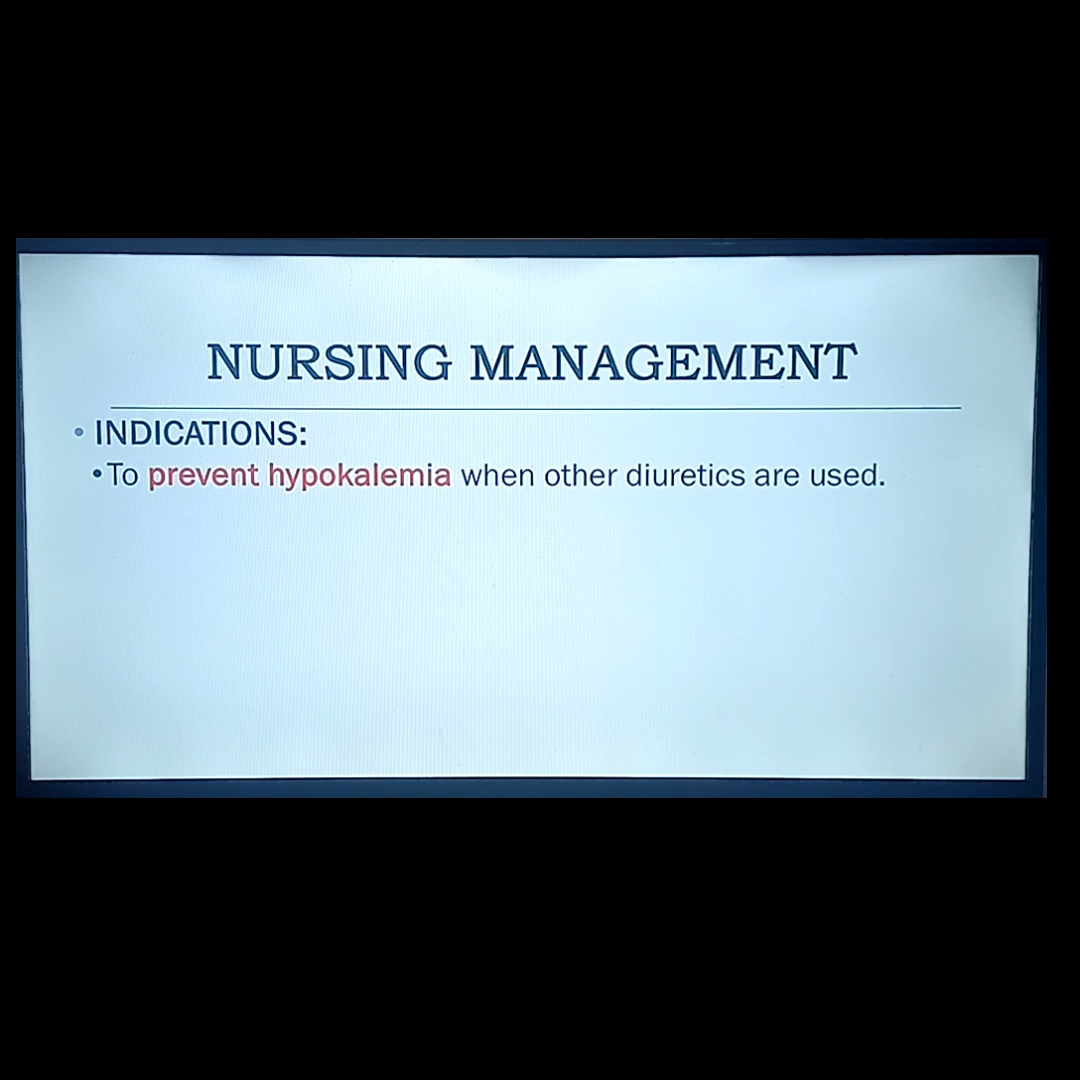 NURSING MANAGEMENT
• INDICATIONS:
• To prevent hypokalemia when other diuretics are used.